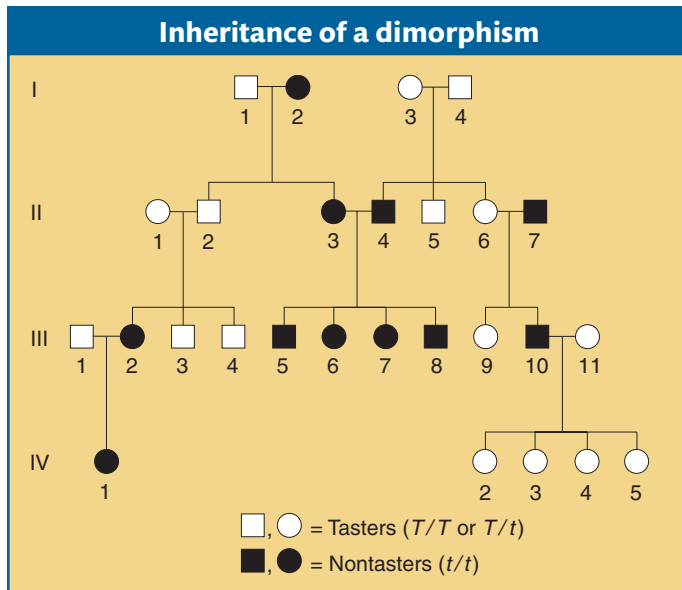 Inheritance of a dimorphism
I
1 2 3 4
II
1 2 3 4 5 6 7
III
1 2 3 4 5 6 7 8 9 10 11
IV
1 2 3 4 5
, = Tasters (T/T or T/t)
, = Nontasters (t/t)